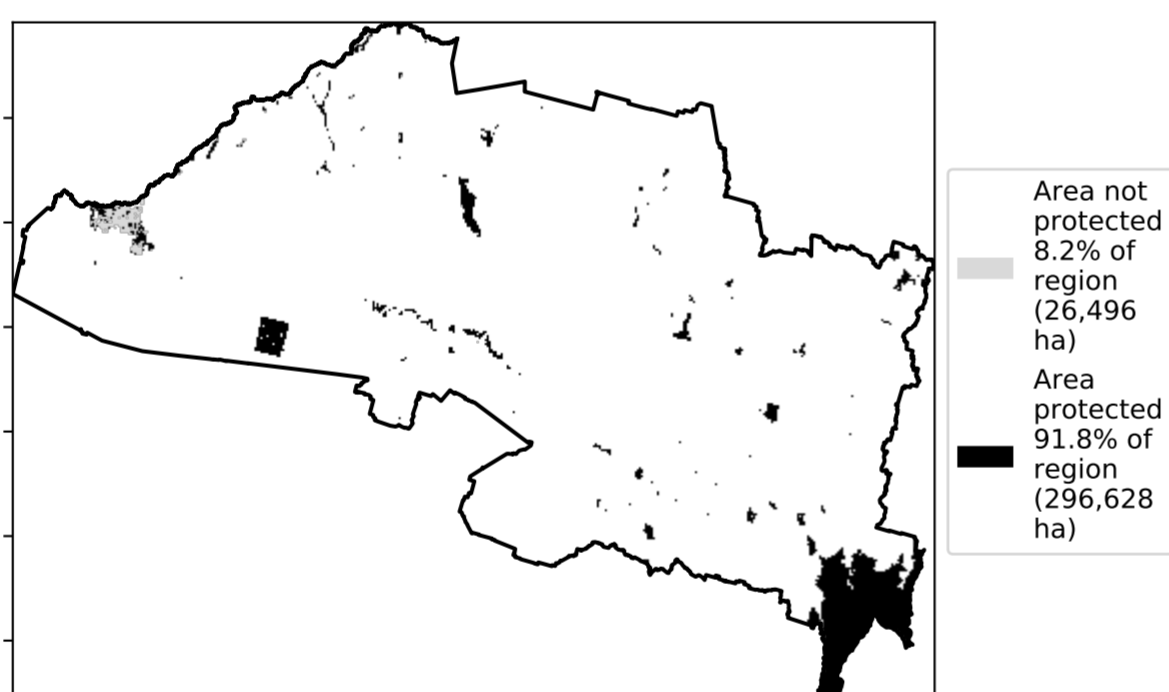 Area not
protected
8.2% of
region
(26,496
ha)
Area
protected
91.8% of
region
(296,628
ha)